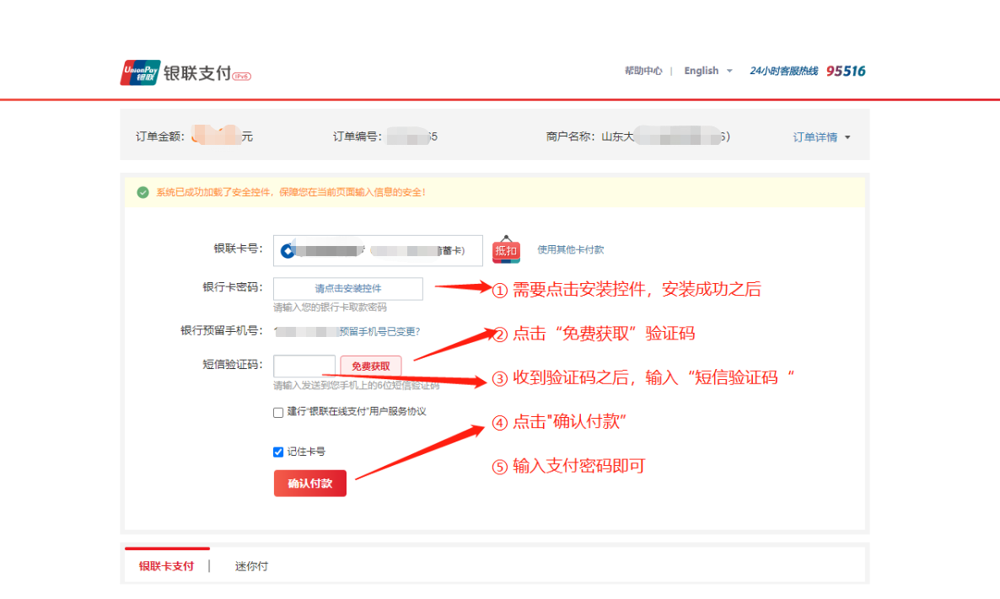 UnionPay 银联 银联支付 IPv6 帮助中心 | English 24小时客服热线 95516
订单金额： 元 订单编号： 5 商户名称：山东大 ) 订单详情
系统已成功加载了安全控件，保障您在当前页面输入信息的安全！
银联卡号： 蓄卡) 抵扣 使用其他卡付款
银行卡密码： 请点击安装控件 ① 需要点击安装控件，安装成功之后
请输入您的银行卡取款密码
银行预留手机号： 预留手机号已变更? ② 点击“免费获取”验证码
短信验证码： 免费获取
③ 收到验证码之后，输入“短信验证码 “
请输入发送到您手机上的6位短信验证码
建行“银联在线支付”用户服务协议
④ 点击"确认付款”
记住卡号
⑤ 输入支付密码即可
确认付款
银联卡支付 | 迷你付